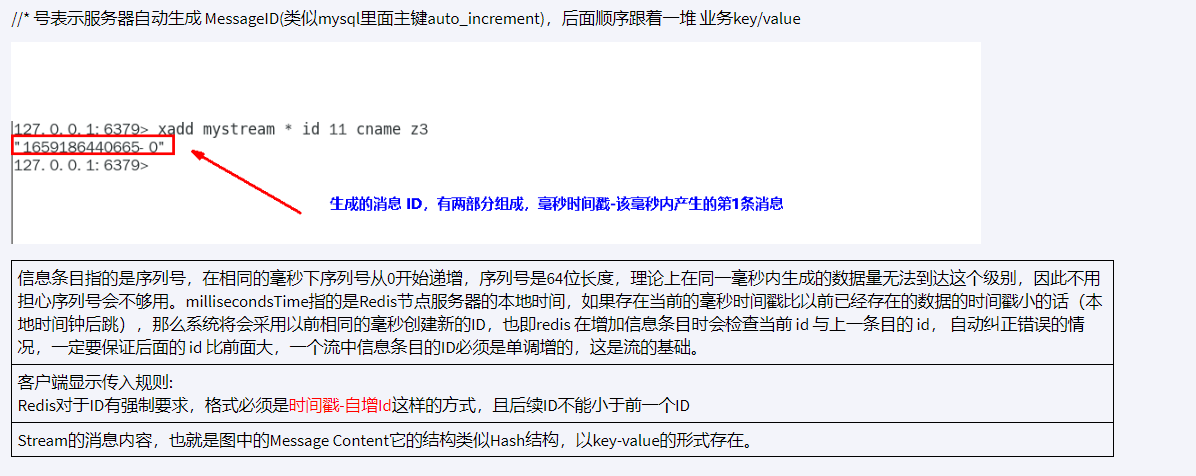 //* 号表示服务器自动生成 MessageID(类似mysql里面主键auto_increment)，后面顺序跟着一堆 业务key/value
127.0.0.1:6379> xadd mystream * id 11 cname z3
"1659186440665-0"
127.0.0.1:6379>
生成的消息 ID，有两部分组成，毫秒时间戳-该毫秒内产生的第1条消息
信息条目指的是序列号，在相同的毫秒下序列号从0开始递增，序列号是64位长度，理论上在同一毫秒内生成的数据量无法到达这个级别，因此不用
担心序列号会不够用。millisecondsTime指的是Redis节点服务器的本地时间，如果存在当前的毫秒时间戳比以前已经存在的数据的时间戳小的话（本
地时间钟后跳），那么系统将会采用以前相同的毫秒创建新的ID，也即redis 在增加信息条目时会检查当前 id 与上一条目的 id， 自动纠正错误的情
况，一定要保证后面的 id 比前面大，一个流中信息条目的ID必须是单调增的，这是流的基础。
客户端显示传入规则:
Redis对于ID有强制要求，格式必须是时间戳-自增Id这样的方式，且后续ID不能小于前一个ID
Stream的消息内容，也就是图中的Message Content它的结构类似Hash结构，以key-value的形式存在。